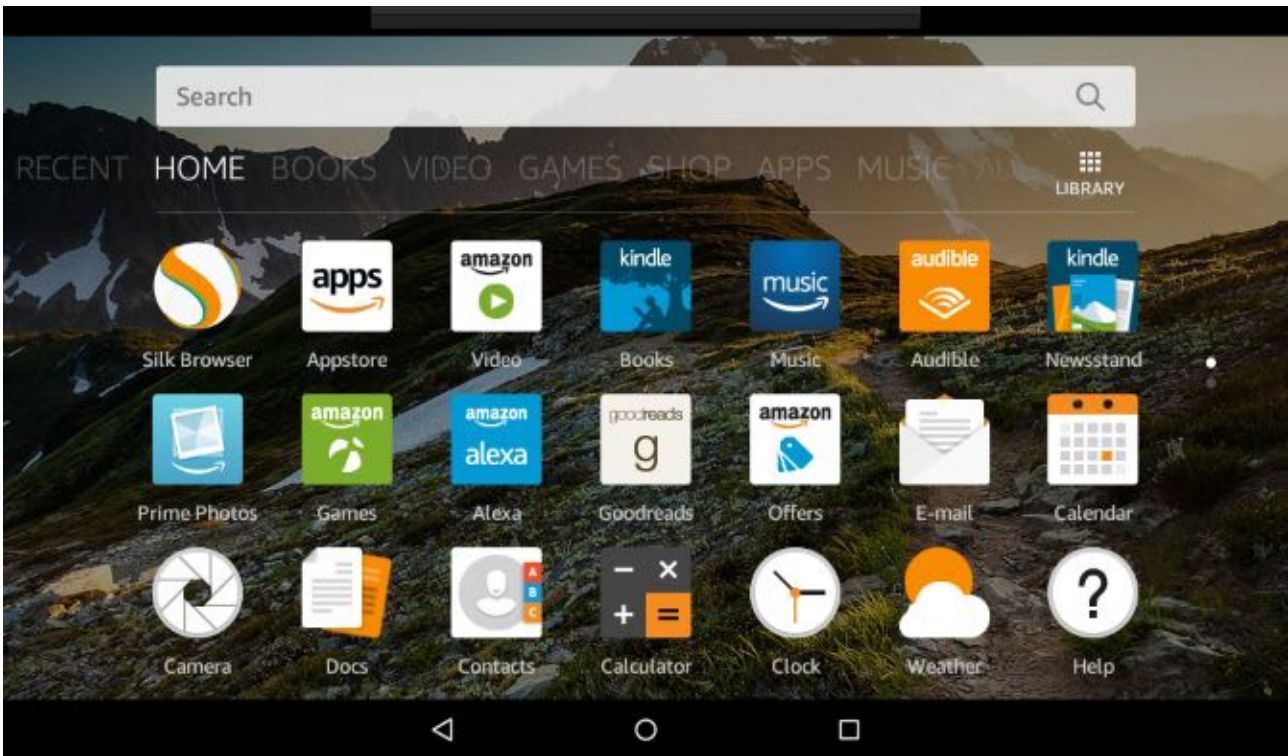 Search
RECENT HOME BOOKS VIDEO GAMES SHOP APPS MUSIC
LIBRARY
apps amazon kindle music audible kindle
Silk Browser Appstore Video Books Music Audible Newsstand
amazon amazon alexa goodreads g amazon
Prime Photos Games Alexa Goodreads Offers E-mail Calendar
A
B
C
Camera Docs Contacts Calculator Clock Weather Help